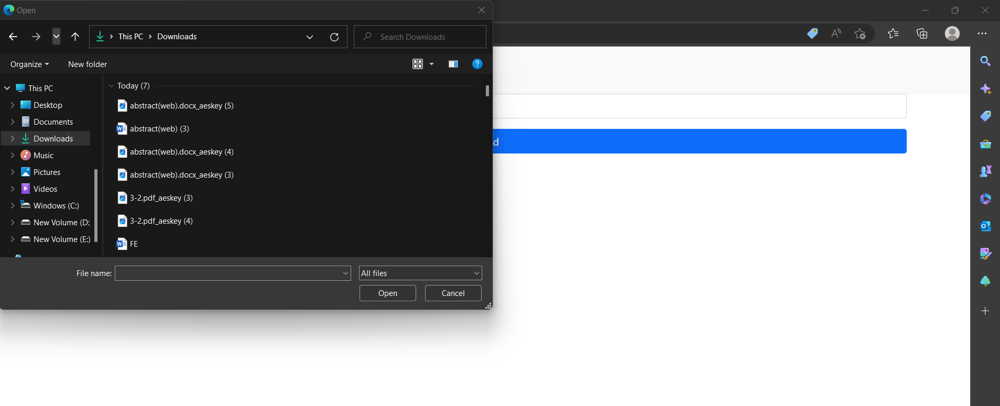 Open
This PC > Downloads
Search Downloads
Organize
New folder
This PC
Desktop
Documents
Downloads
Music
Pictures
Videos
Windows (C:)
New Volume (D:
New Volume (E:)
Today (7)
abstract(web).docx_aeskey (5)
abstract(web) (3)
abstract(web).docx_aeskey (4)
abstract(web).docx_aeskey (3)
3-2.pdf_aeskey (3)
3-2.pdf_aeskey (4)
FE
File name:
All files
Open
Cancel
d